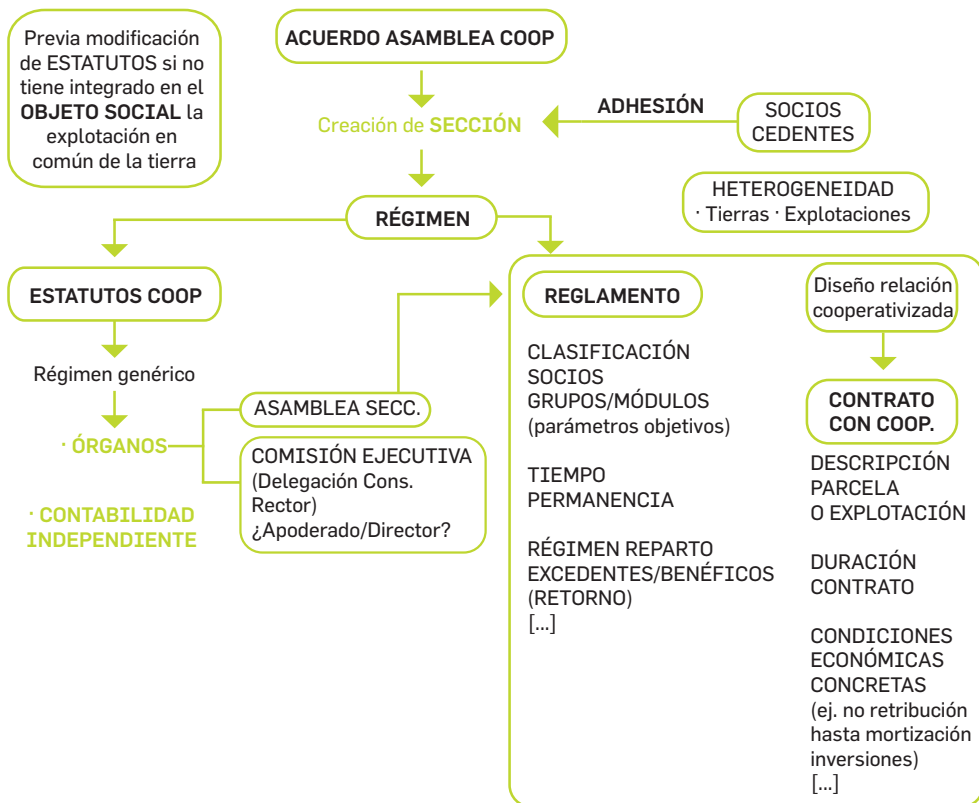 Previa modificación
de ESTATUTOS si no
tiene integrado en el
OBJETO SOCIAL la
explotación en
común de la tierra
ACUERDO ASAMBLEA COOP
Creación de SECCIÓN
ADHESIÓN
SOCIOS
CEDENTES
HETEROGENEIDAD
· Tierras · Explotaciones
RÉGIMEN
ESTATUTOS COOP
Régimen genérico
· ÓRGANOS
· CONTABILIDAD
INDEPENDIENTE
ASAMBLEA SECC.
COMISIÓN EJECUTIVA
(Delegación Cons.
Rector)
¿Apoderado/Director?
REGLAMENTO
CLASIFICACIÓN
SOCIOS
GRUPOS/MÓDULOS
(parámetros objetivos)
TIEMPO
PERMANENCIA
RÉGIMEN REPARTO
EXCEDENTES/BENÉFICOS
(RETORNO)
[...]
Diseño relación
cooperativizada
CONTRATO
CON COOP.
DESCRIPCIÓN
PARCELA
O EXPLOTACIÓN
DURACIÓN
CONTRATO
CONDICIONES
ECONÓMICAS
CONCRETAS
(ej. no retribución
hasta mortización
inversiones)
[...]